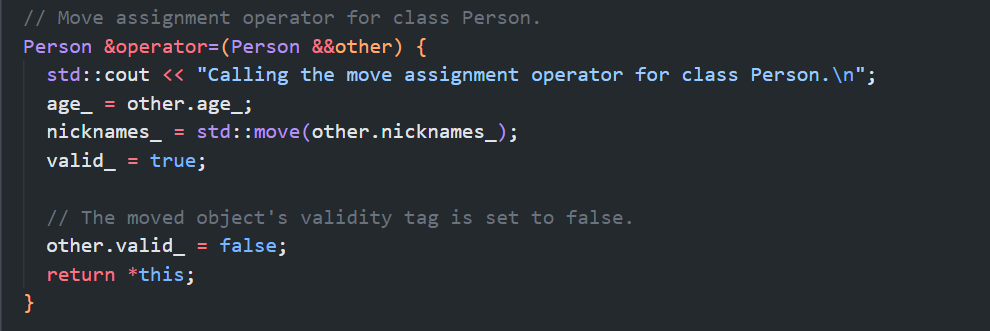 // Move assignment operator for class Person.
Person &operator=(Person &&other) {
  std::cout << "Calling the move assignment operator for class Person.\n";
  age_ = other.age_;
  nicknames_ = std::move(other.nicknames_);
  valid_ = true;

  // The moved object's validity tag is set to false.
  other.valid_ = false;
  return *this;
}